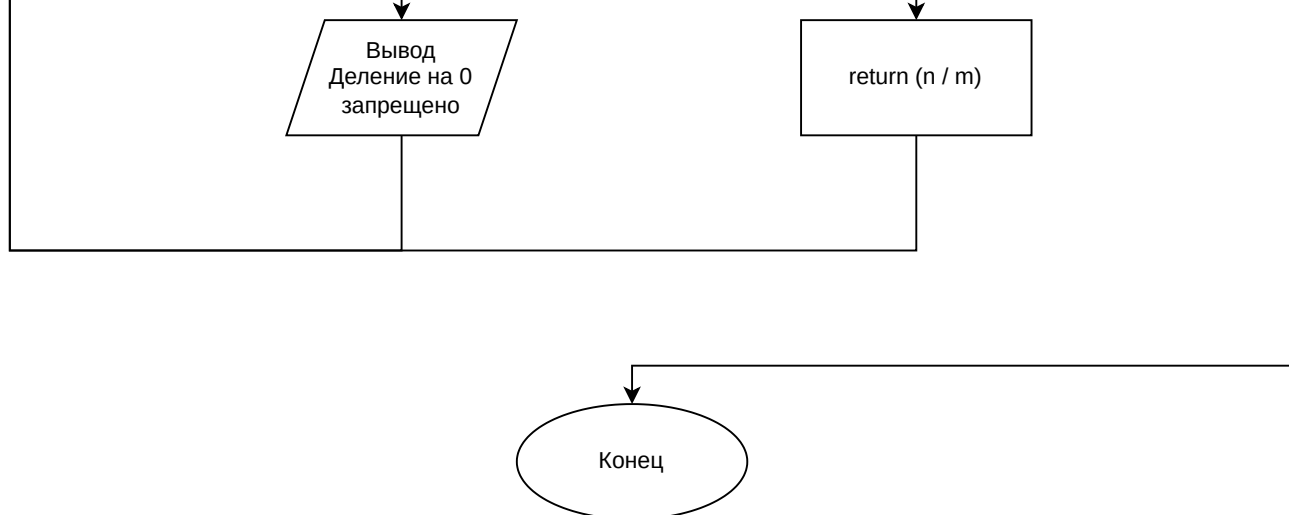 Вывод
Деление на 0
запрещено
return (n / m)
Конец